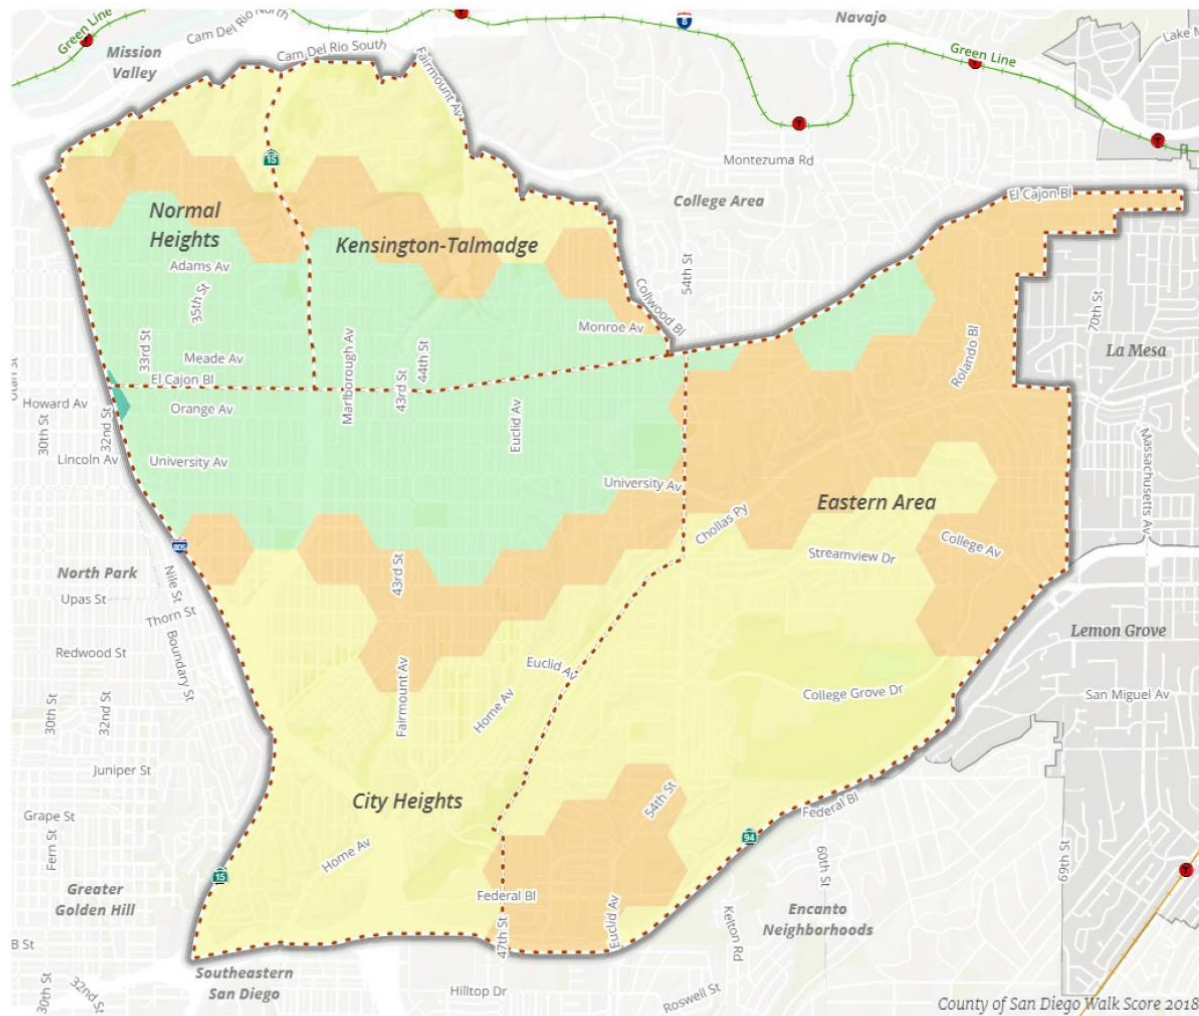 Green Line
Mission
Valley
Cam Del Rio North
Cam Del Rio South
Fairmount Av
8
Navajo
Green Line
15
Montezuma Rd
College Area
El Cajon Bl
Normal
Heights
Kensington-Talmadge
Adams Av
35th St
54th St
Collwood Bl
Monroe Av
33rd St
Meade Av
El Cajon Bl
Marlborough Av
44th St
43rd St
Rolando Bl
70th St
La Mesa
Howard Av
30th St
32nd St
Orange Av
Euclid Av
Lincoln Av
University Av
University Av
Massachusetts Av
Eastern Area
Chollas Py
Streamview Dr
College Av
805
North Park
Nile St
43rd St
Upas St
Thorn St
Boundary St
Lemon Grove
Redwood St
Euclid Av
Fairmount Av
Home Av
College Grove Dr
San Miguel Av
30th St
32nd St
Juniper St
City Heights
54th St
Federal Bl
Grape St
Fern St
Home Av
94
60th St
69th St
15
Greater
Golden Hill
Federal Bl
Euclid Av
Kelton Rd
Encanto
Neighborhoods
B St
47th St
Southeastern
San Diego
30th St
32nd St
Hilltop Dr
Roswell St
County of San Diego Walk Score 2018